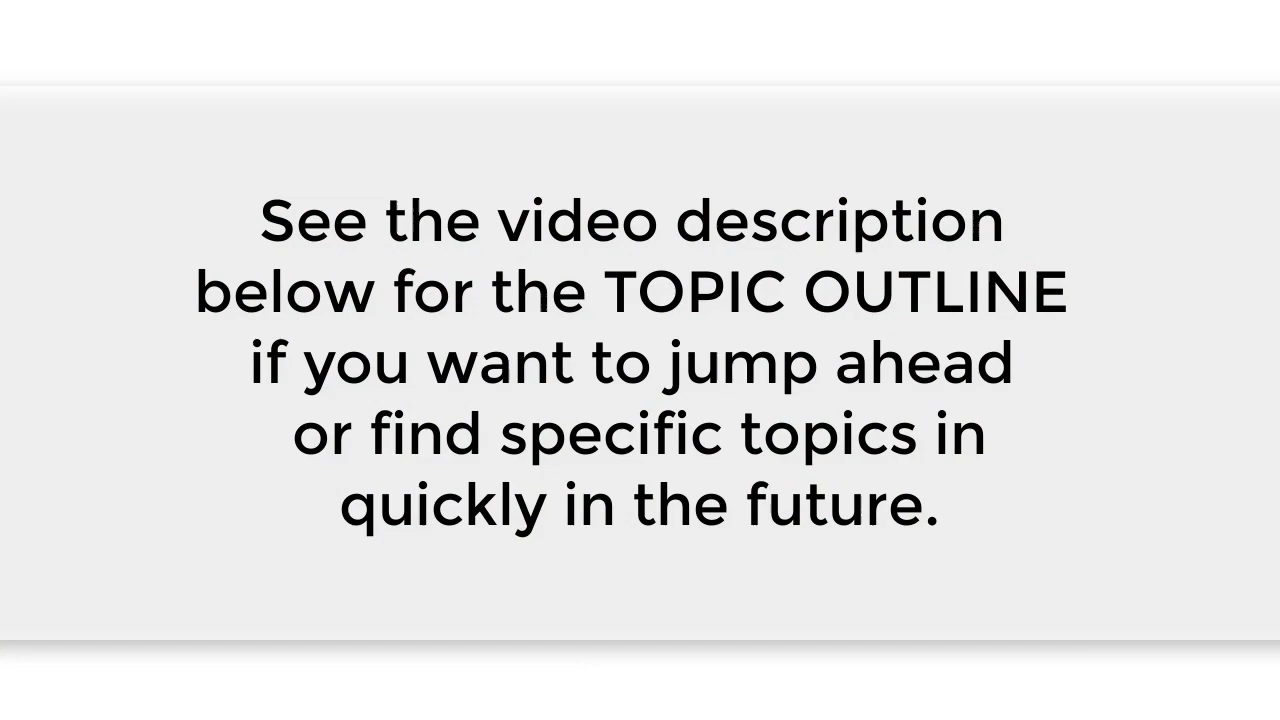 See the video description
below for the TOPIC OUTLINE
if you want to jump ahead
or find specific topics in
quickly in the future.